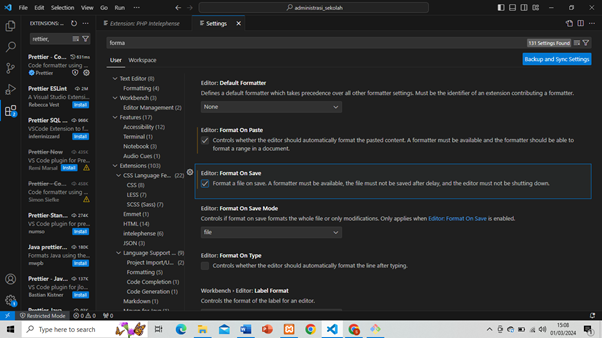 File Edit Selection View Go Run ... administrasi_sekolah
EXTENSIONS: ...
Extension: PHP Intelephense
Settings
rettier,
forma
131 Settings Found
User Workspace
Backup and Sync Settings
Prettier - Co... 831ms
Code formatter using ...
Prettier
Prettier ESLint 2M
A Visual Studio Exten...
Rebecca Vest Install
Prettier SQL ... 966K
VSCode Extension to f...
inferrinizzard Install
Prettier Now 435K
VS Code plugin for Pre...
Remi Marsal Install
Prettier - Co... 458K
Code formatter using ...
Simon Siefke
Prettier-Stan... 274K
VS Code plugin for pre...
numso Install
Java prettier... 180K
Formats Java using the...
mwpb Install
Prettier - Jav... 137K
VS Code plugin for jlo...
Bastian Kistner Install
Text Editor (8)
Formatting (4)
Workbench (3)
Editor Management (2)
Features (17)
Accessibility (12)
Terminal (1)
Notebook (3)
Audio Cues (1)
Extensions (103)
CSS Language Fe... (22)
CSS (8)
LESS (7)
SCSS (Sass) (7)
Emmet (1)
HTML (14)
intelephense (6)
JSON (3)
Language Support ... (9)
Project Import/U... (2)
Formatting (5)
Code Completion (1)
Code Generation (1)
Markdown (1)
Editor: Default Formatter
Defines a default formatter which takes precedence over all other formatter settings. Must be the identifier of an extension contributing a formatter.
None
Editor: Format On Paste
Controls whether the editor should automatically format the pasted content. A formatter must be available and the formatter should be able to
format a range in a document.
Editor: Format On Save
Format a file on save. A formatter must be available, the file must not be saved after delay, and the editor must not be shutting down.
Editor: Format On Save Mode
Controls if format on save formats the whole file or only modifications. Only applies when Editor: Format On Save is enabled.
file
Editor: Format On Type
Controls whether the editor should automatically format the line after typing.
Workbench › Editor: Label Format
Controls the format of the label for an editor.
Restricted Mode 0 0 0
Type here to search
15:08
01/03/2024